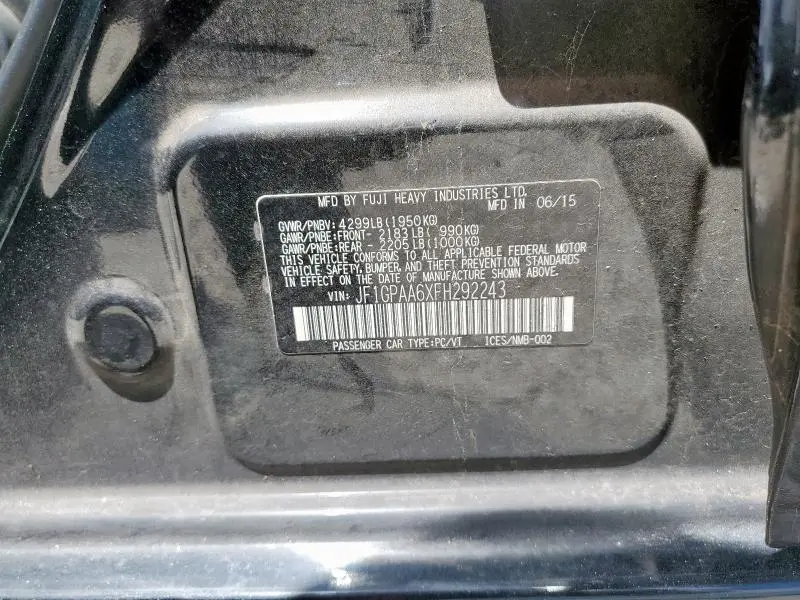 MFD BY FUJI HEAVY INDUSTRIES LTD.
MFD IN 06/15
GVWR/PNBV: 4299LB(1950KG)
GAWR/PNBE:FRONT- 2183LB( 990KG)
GAWR/PNBE:REAR - 2205LB(1000KG)
THIS VEHICLE CONFORMS TO ALL APPLICABLE FEDERAL MOTOR
VEHICLE SAFETY, BUMPER, AND THEFT PREVENTION STANDARDS
IN EFFECT ON THE DATE OF MANUFACTURE SHOWN ABOVE.
VIN: JF1GPAA6XFH292243
PASSENGER CAR TYPE:PC/VT ICES/NMB-002